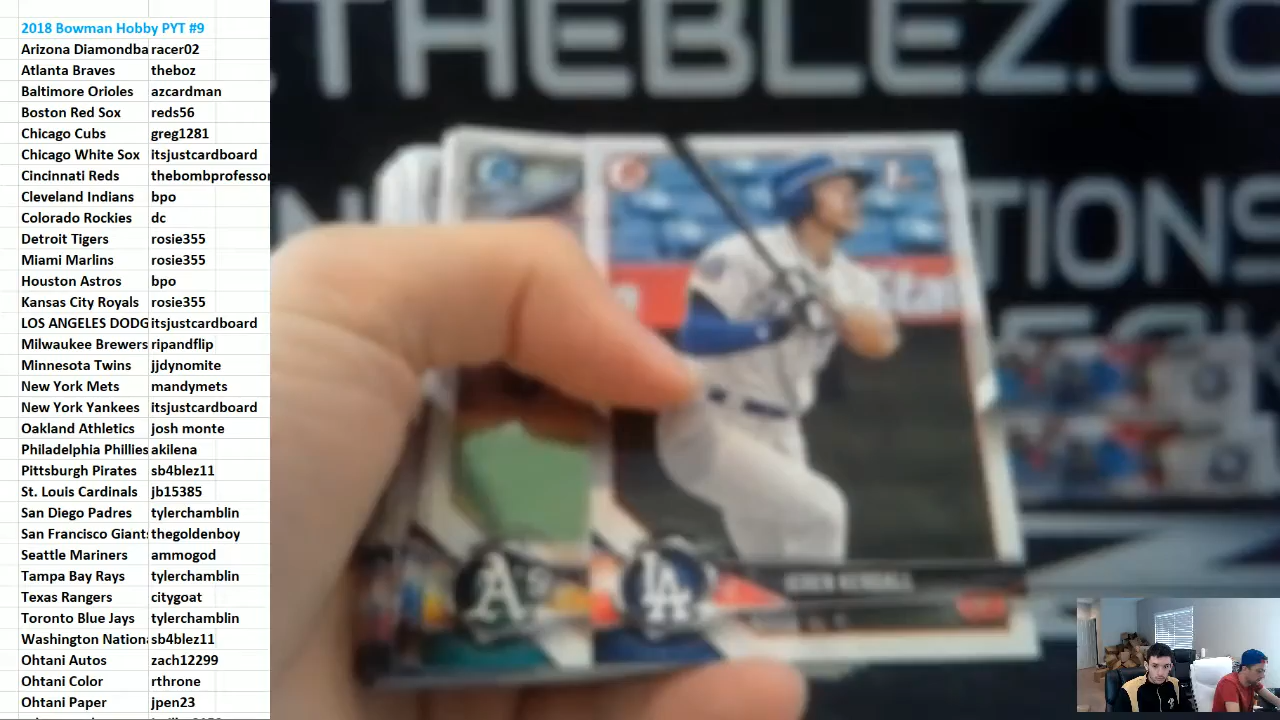 2018 Bowman Hobby PYT #9
Arizona Diamondba racer02
Atlanta Braves theboz
Baltimore Orioles azcardman
Boston Red Sox reds56
Chicago Cubs greg1281
Chicago White Sox itsjustcardboard
Cincinnati Reds thebombprofessor
Cleveland Indians bpo
Colorado Rockies dc
Detroit Tigers rosie355
Miami Marlins rosie355
Houston Astros bpo
Kansas City Royals rosie355
LOS ANGELES DODG itsjustcardboard
Milwaukee Brewers ripandflip
Minnesota Twins jjdynomite
New York Mets mandymets
New York Yankees itsjustcardboard
Oakland Athletics josh monte
Philadelphia Phillies akilena
Pittsburgh Pirates sb4blez11
St. Louis Cardinals jb15385
San Diego Padres tylerchamblin
San Francisco Giants thegoldenboy
Seattle Mariners ammogod
Tampa Bay Rays tylerchamblin
Texas Rangers citygoat
Toronto Blue Jays tylerchamblin
Washington Nation sb4blez11
Ohtani Autos zach12299
Ohtani Color rthrone
Ohtani Paper jpen23
.THEBLEZ.CO
TIONS
A's
LA
JEREN KENDALL